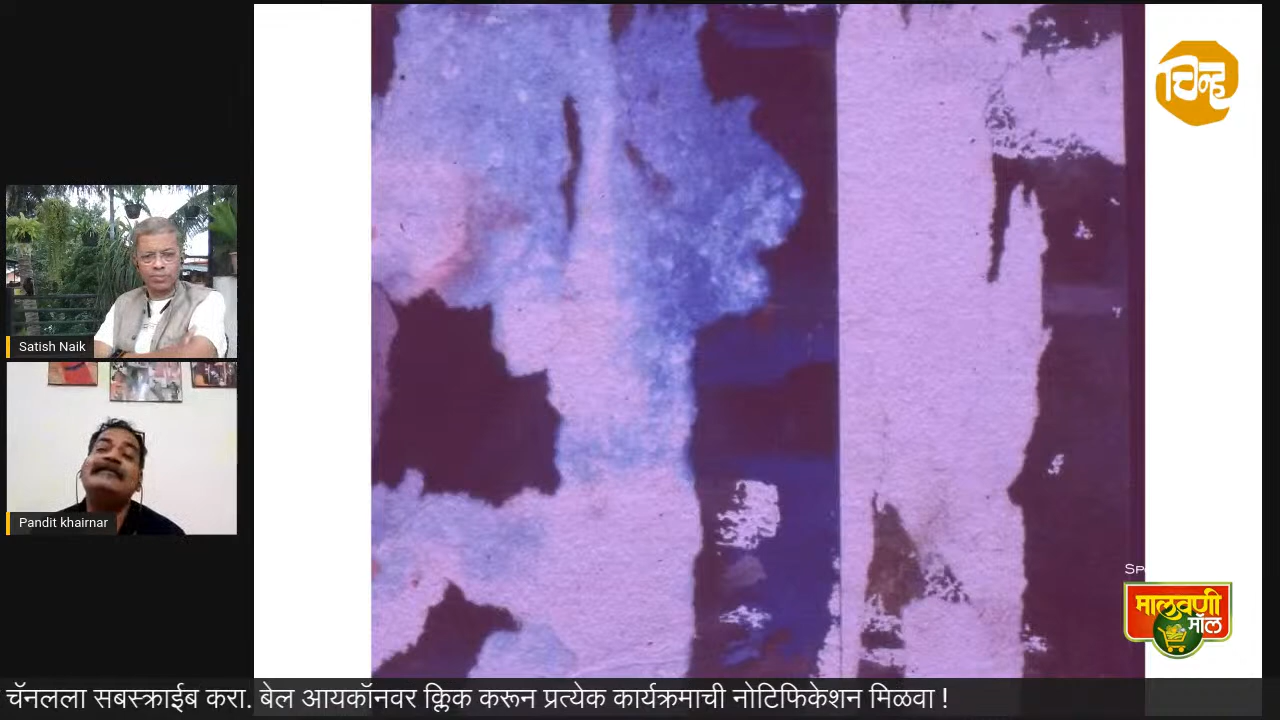 चिन्ह
Satish Naik
Pandit khairnar
मालवणी
मॉल
चॅनलला सबस्क्राईब करा. बेल आयकॉनवर क्लिक करून प्रत्येक कार्यक्रमाची नोटिफिकेशन मिळवा !